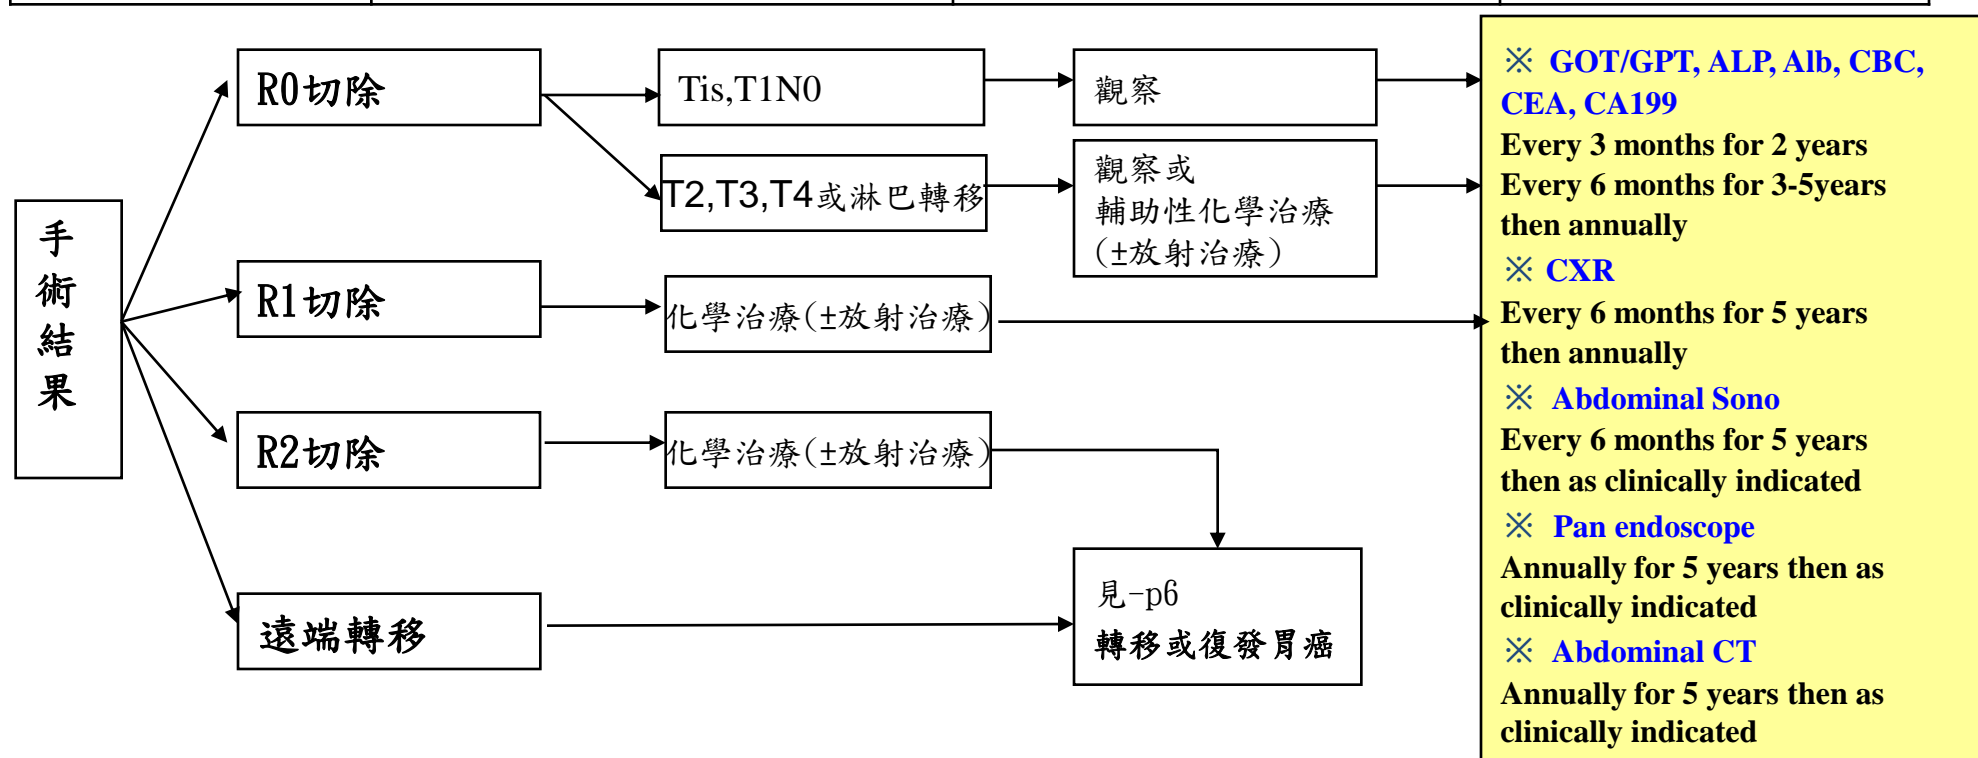 手
術
結
果
R0切除
Tis,T1N0
觀察
T2,T3,T4或淋巴轉移
觀察或
輔助性化學治療
(±放射治療)
R1切除
化學治療(±放射治療)
R2切除
化學治療(±放射治療)
遠端轉移
見-p6
轉移或復發胃癌
※ GOT/GPT, ALP, Alb, CBC,
CEA, CA199
Every 3 months for 2 years
Every 6 months for 3-5years
then annually
※ CXR
Every 6 months for 5 years
then annually
※ Abdominal Sono
Every 6 months for 5 years
then as clinically indicated
※ Pan endoscope
Annually for 5 years then as
clinically indicated
※ Abdominal CT
Annually for 5 years then as
clinically indicated